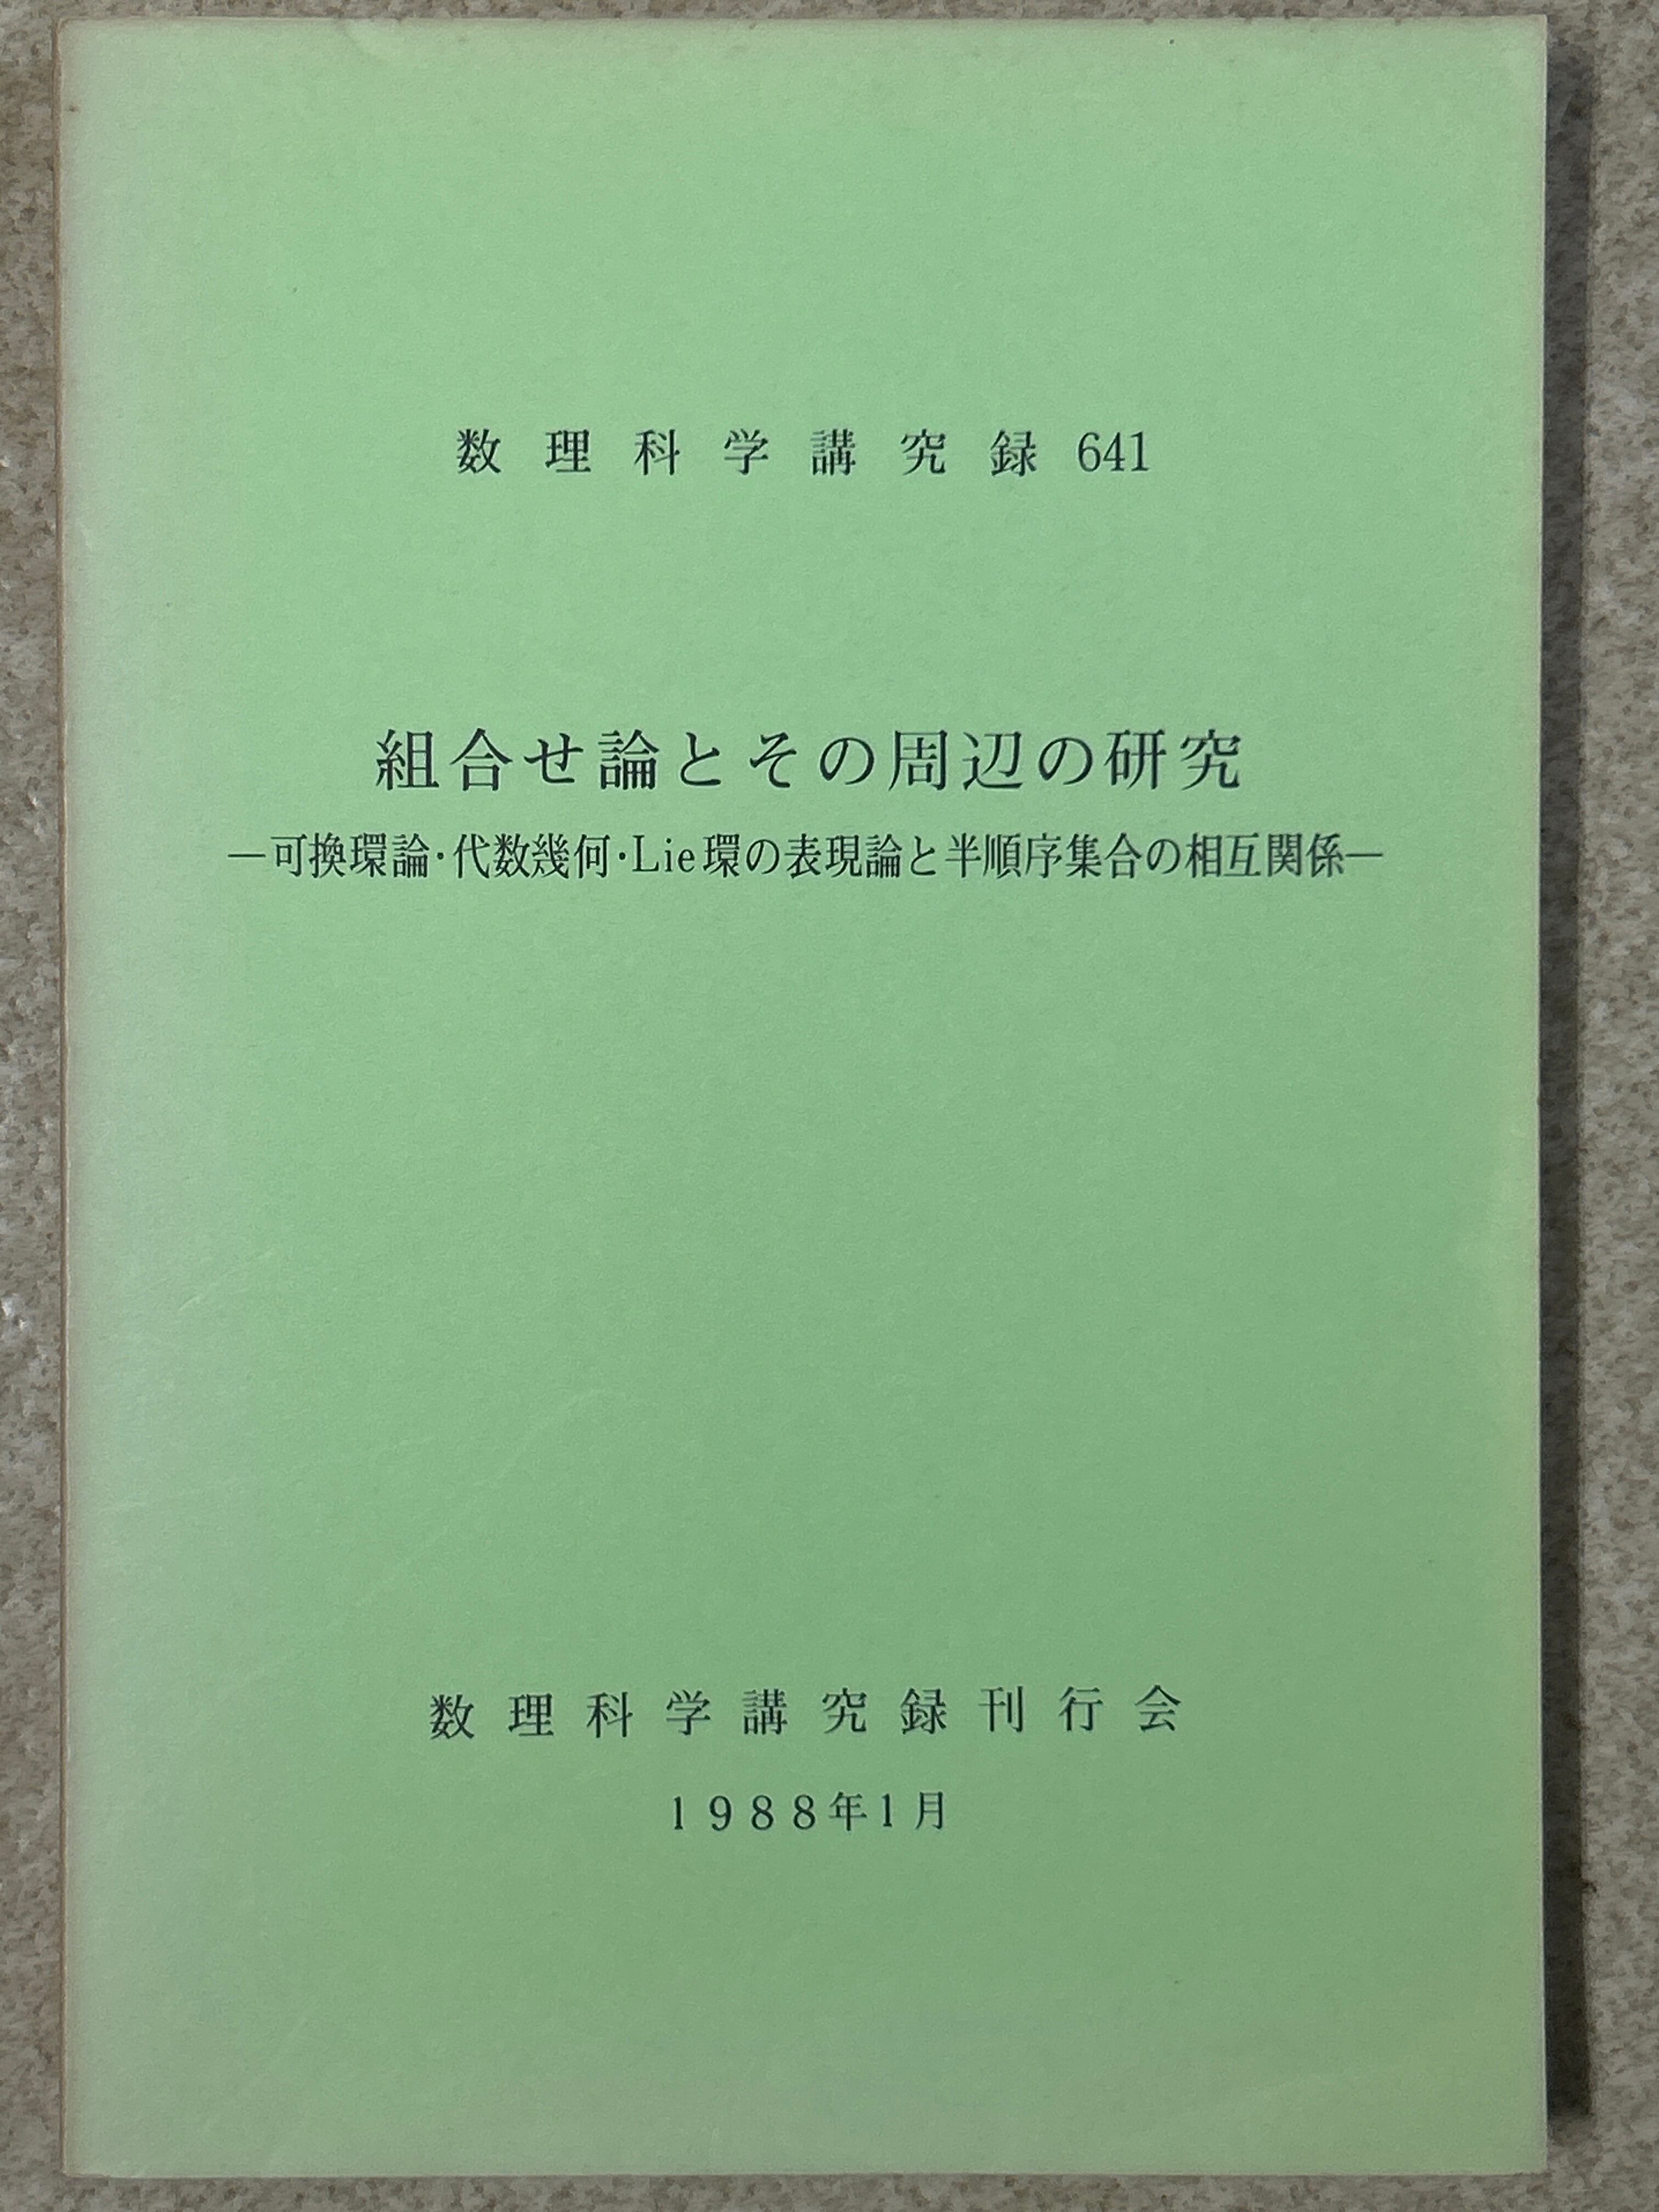 数理科学講究録 641
組合せ論とその周辺の研究
—可換環論·代数幾何·Lie環の表現論と半順序集合の相互関係—
数理科学講究録刊行会
1988年1月